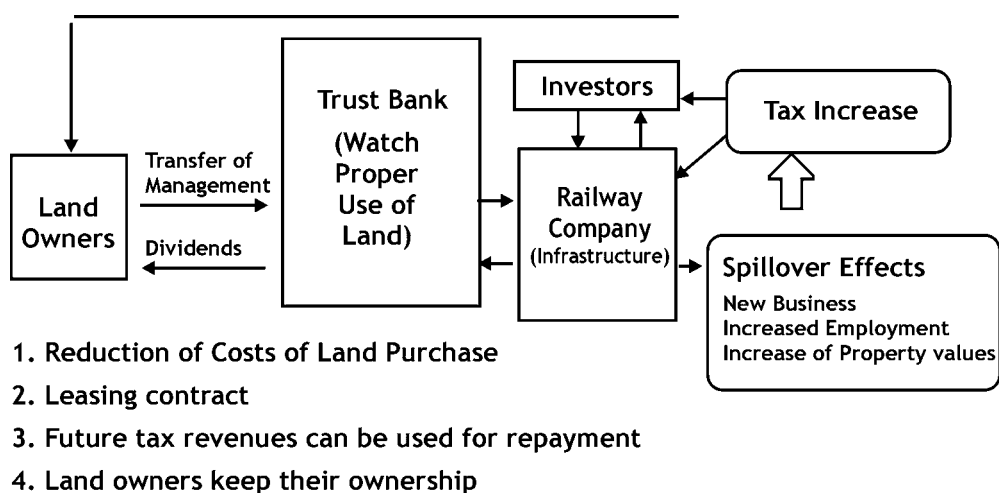 Land
Owners
Transfer of
Management
Dividends
Trust Bank
(Watch
Proper
Use of
Land)
Investors
Railway
Company
(Infrastructure)
Tax Increase
Spillover Effects
New Business
Increased Employment
Increase of Property values
1. Reduction of Costs of Land Purchase
2. Leasing contract
3. Future tax revenues can be used for repayment
4. Land owners keep their ownership